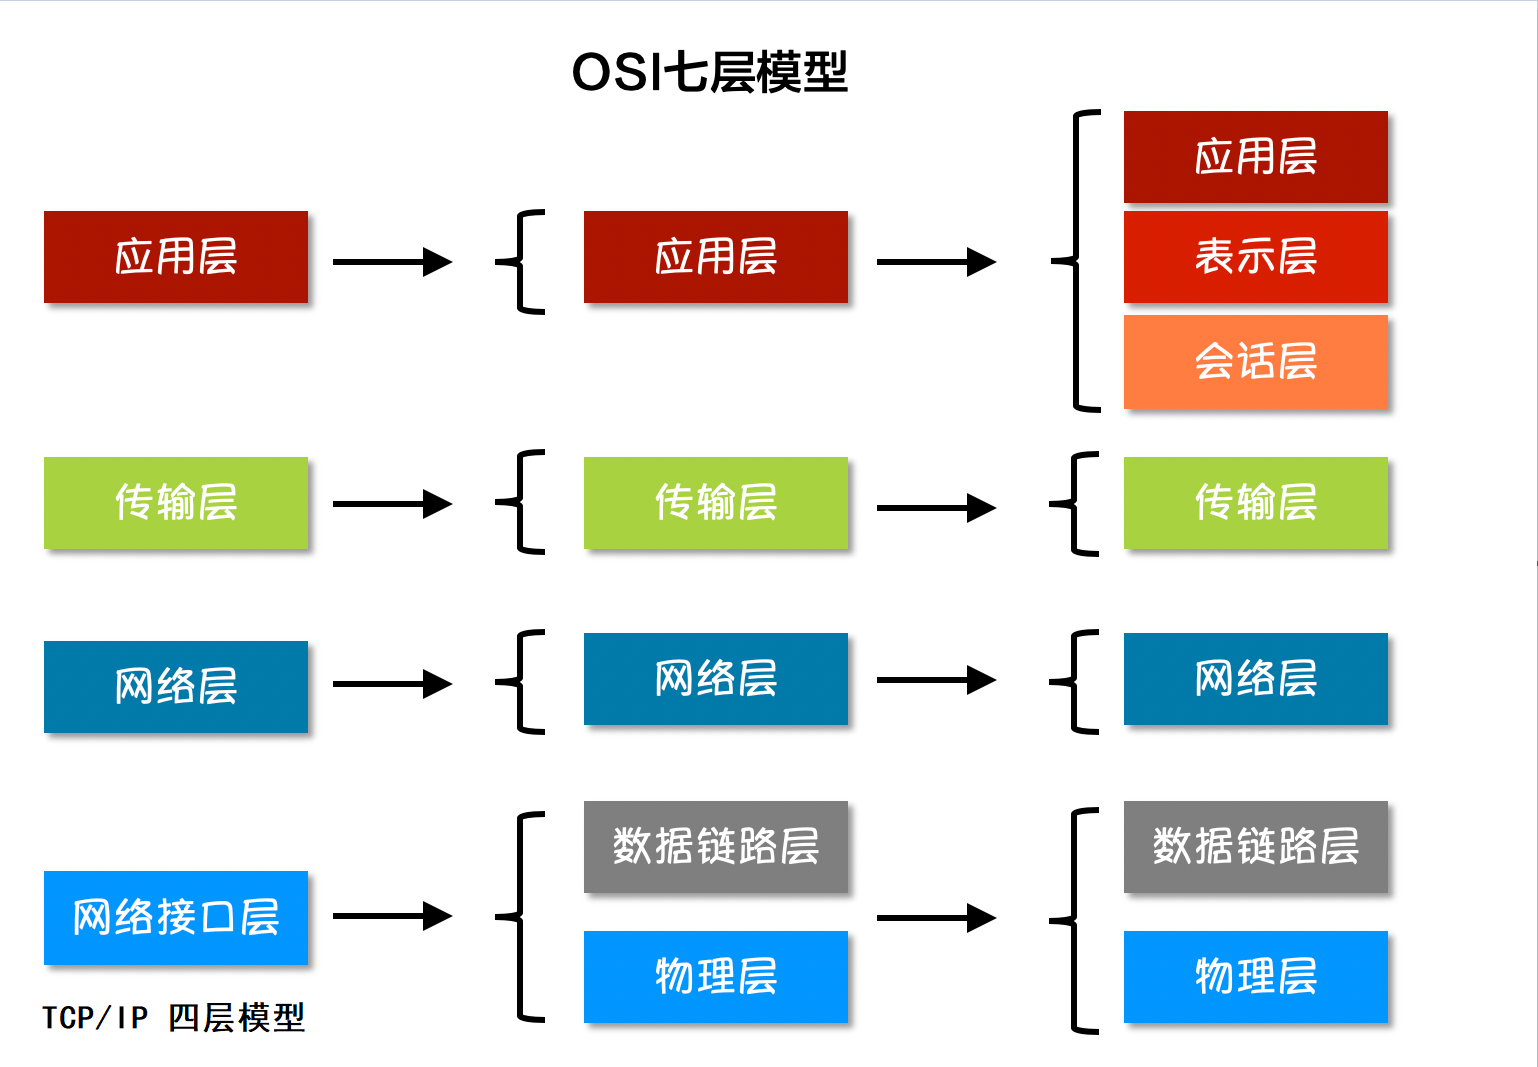 OSI七层模型
应用层
应用层
应用层
表示层
会话层
传输层
传输层
传输层
网络层
网络层
网络层
网络接口层
数据链路层
物理层
数据链路层
物理层
TCP/IP 四层模型